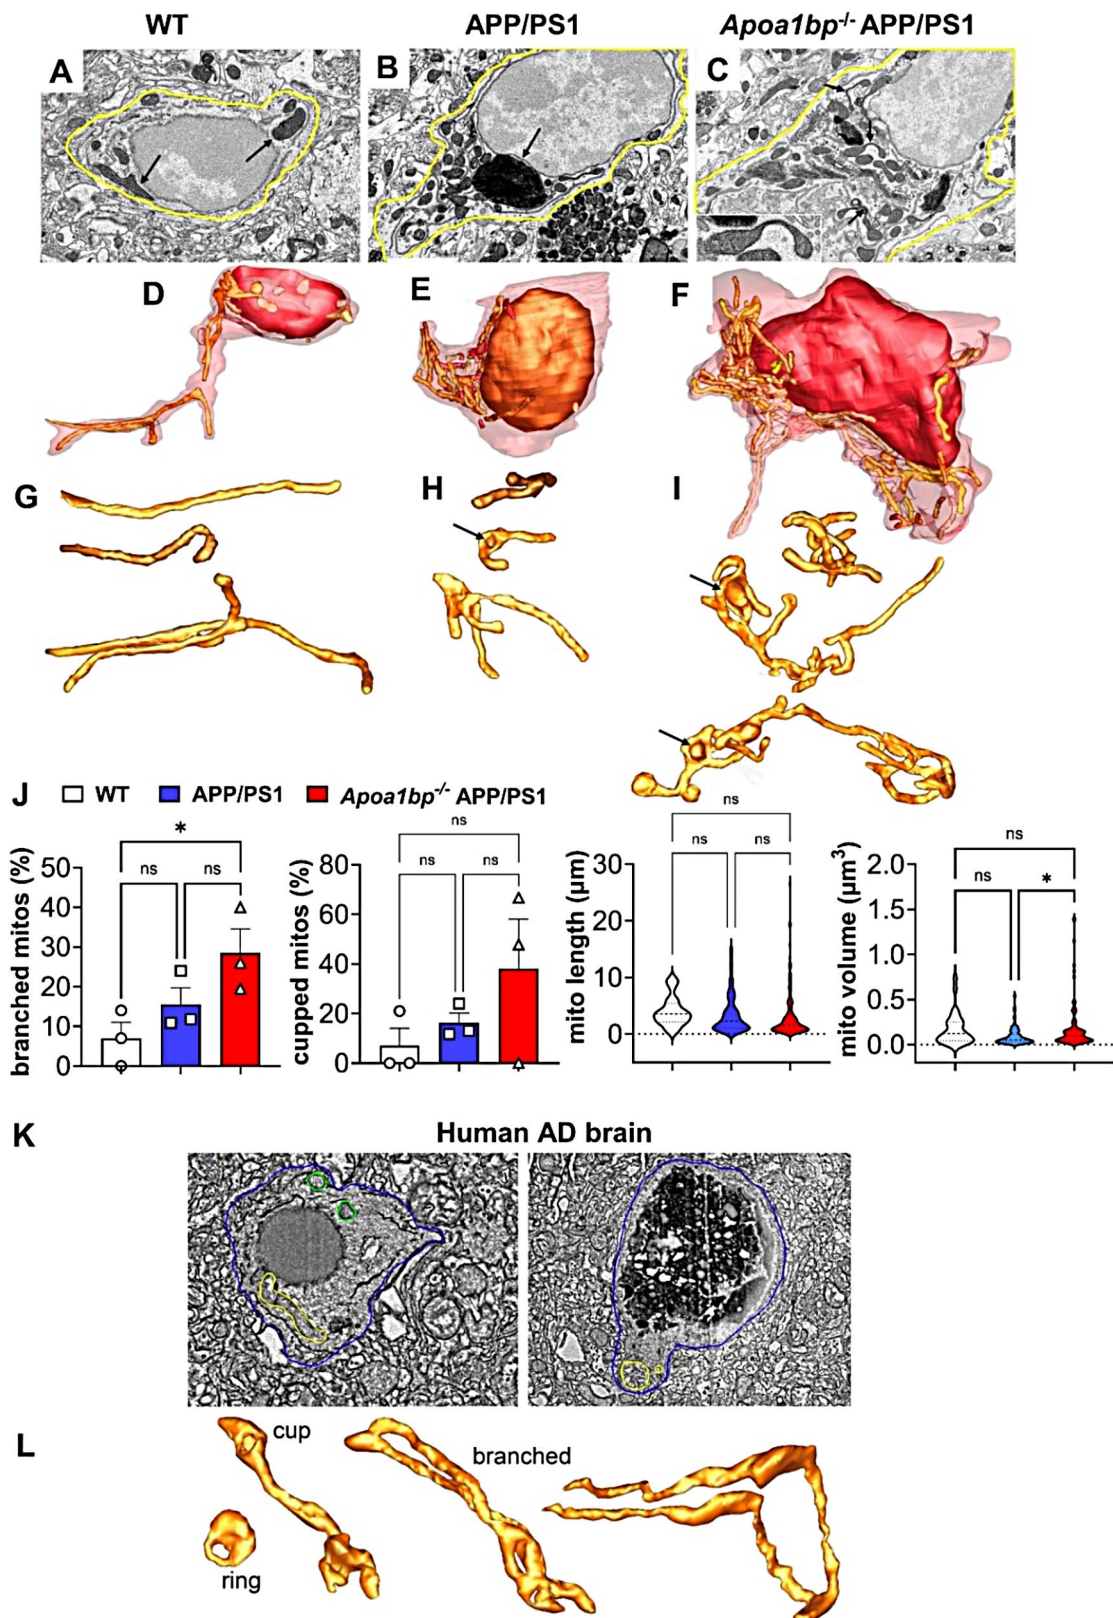 WT APP/PS1 Apoa1bp-/- APP/PS1
A B C
D E F
G H I
J WT APP/PS1 Apoa1bp-/- APP/PS1
branched mitos (%)
50
40
30
20
10
0
* ns ns
cupped mitos (%)
80
60
40
20
0
ns ns ns
mito length (µm)
30
20
10
0
ns ns ns
mito volume (µm³)
2.0
1.5
1.0
0.5
0.0
ns ns *
K Human AD brain
L cup branched
ring